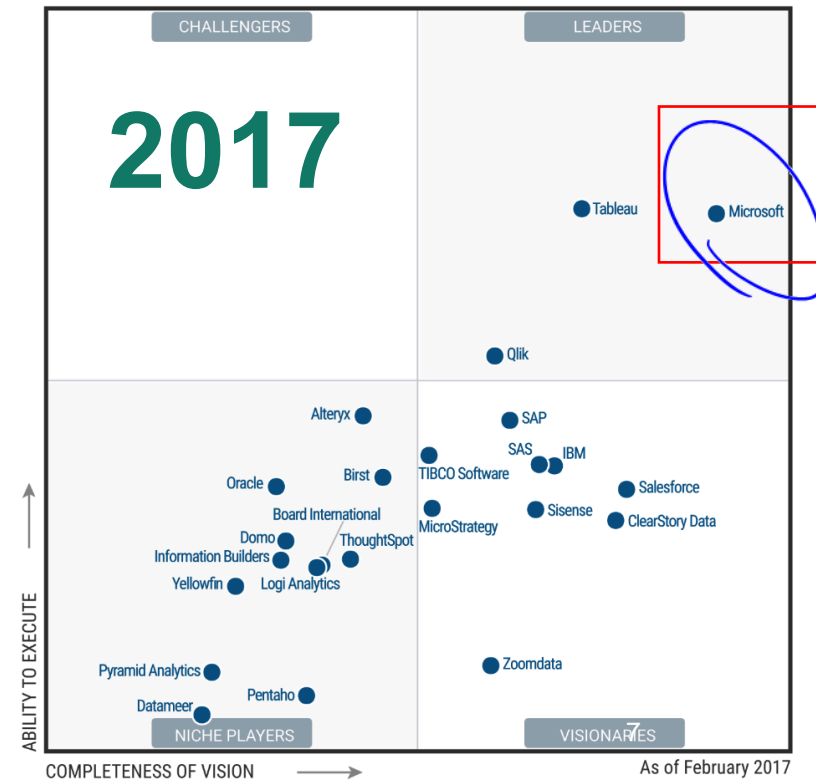 CHALLENGERS
LEADERS
2017
Tableau
Microsoft
Qlik
Alteryx
SAP
SAS
IBM
TIBCO Software
Birst
Oracle
Salesforce
Board International
Sisense
MicroStrategy
ClearStory Data
Domo
ThoughtSpot
Information Builders
Logi Analytics
Yellowfin
Zoomdata
Pyramid Analytics
Pentaho
Datameer
NICHE PLAYERS
VISIONARIES
7
ABILITY TO EXECUTE
COMPLETENESS OF VISION
As of February 2017